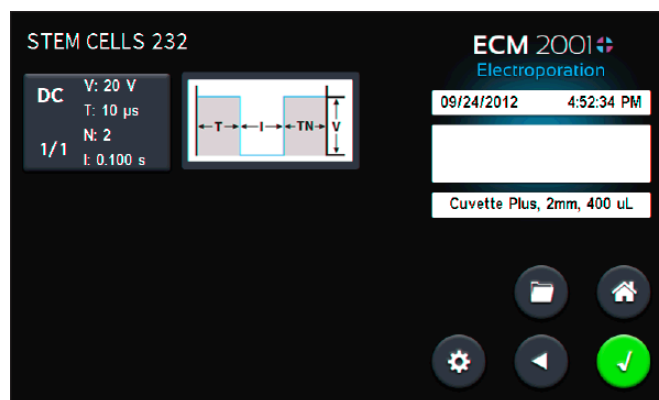 STEM CELLS 232
DC
V: 20 V
T: 10 µs
1/1
N: 2
I: 0.100 s
T
I
TN
V
ECM 2001
Electroporation
09/24/2012 4:52:34 PM
Cuvette Plus, 2mm, 400 uL